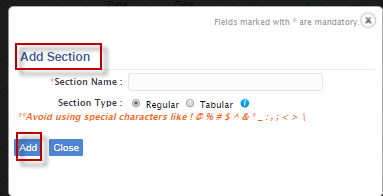 Fields marked with * are mandatory.
Add Section
*Section Name :
Section Type : Regular Tabular
**Avoid using special characters like ! @ % # $ ^ & * _ : , ; < > \
Add Close